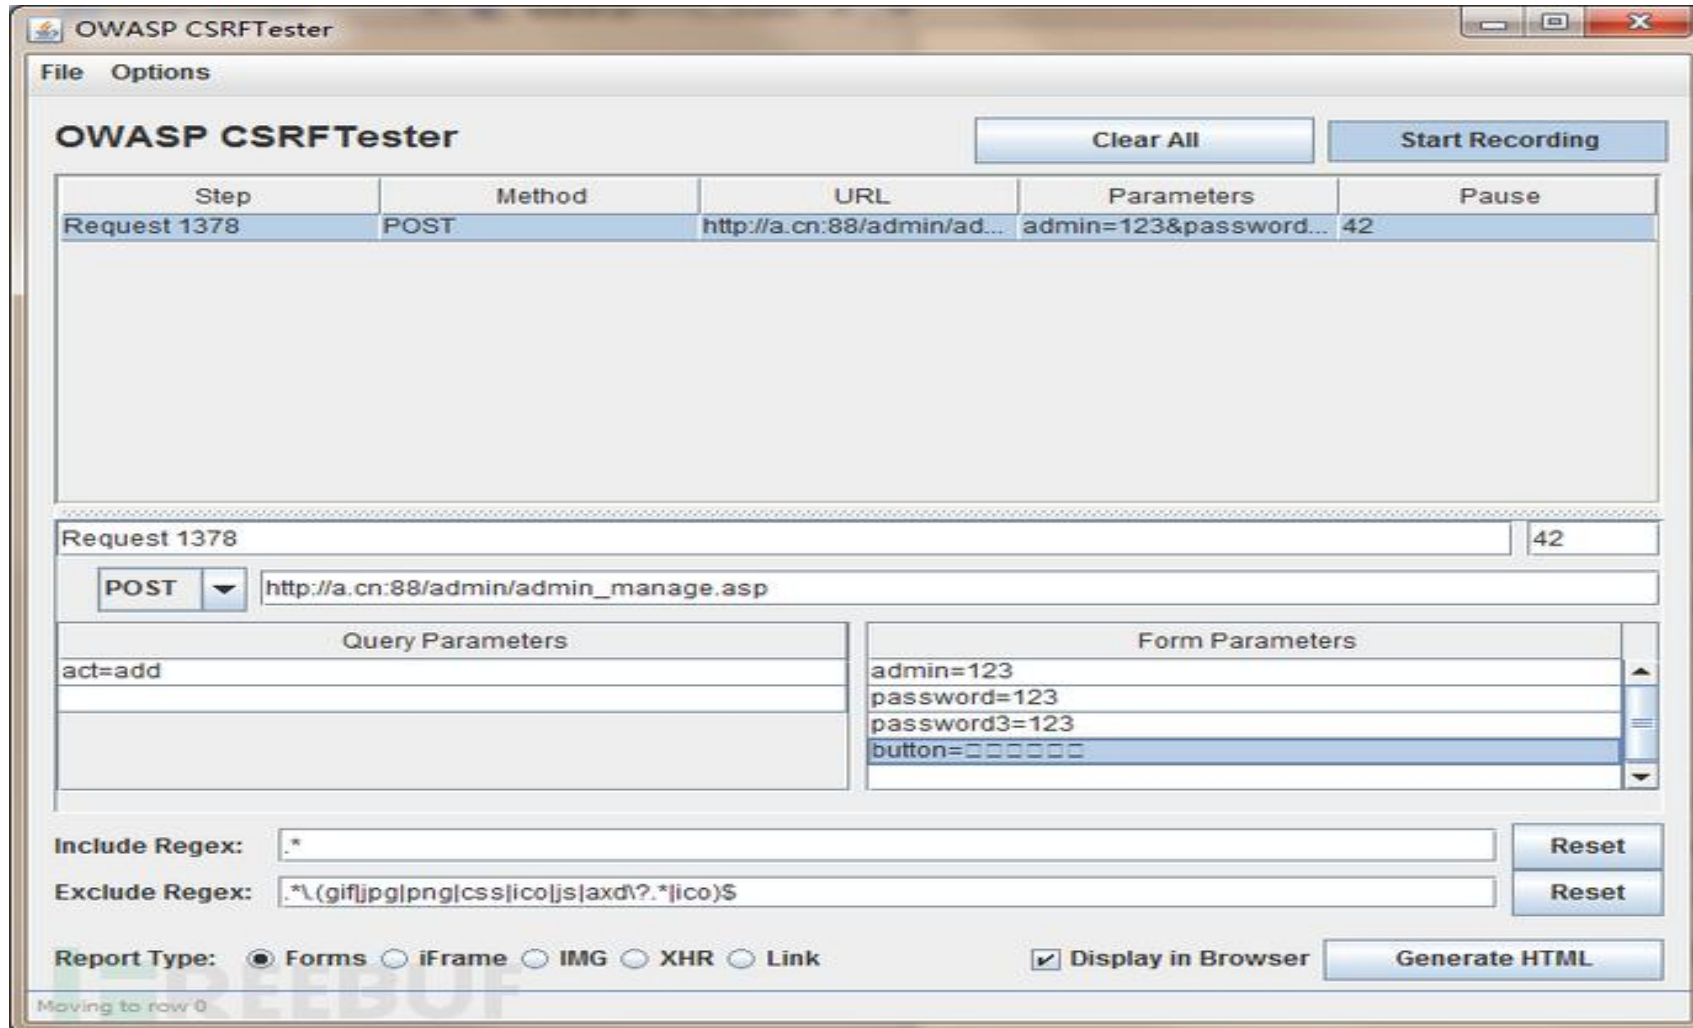 OWASP CSRFTester
File Options
OWASP CSRFTester
Clear All
Start Recording
Step Method URL Parameters Pause
Request 1378 POST http://a.cn:88/admin/ad... admin=123&password... 42
Request 1378
42
POST http://a.cn:88/admin/admin_manage.asp
Query Parameters
act=add
Form Parameters
admin=123
password=123
password3=123
button=□□□□□□
Include Regex: .* Reset
Exclude Regex: .*\.(gif|jpg|png|css|ico|js|axd\?.*|ico)$ Reset
Report Type: Forms iFrame IMG XHR Link Display in Browser Generate HTML
REEBUF
Moving to row 0